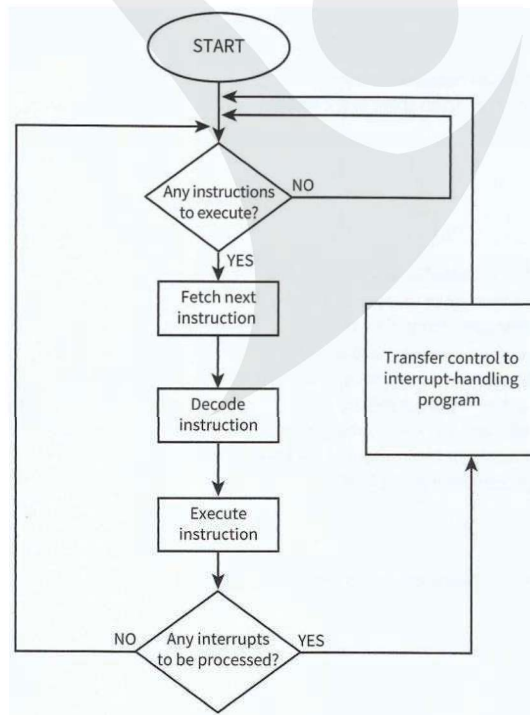 START
Any instructions
to execute?
NO
YES
Fetch next
instruction
Transfer control to
interrupt-handling
program
Decode
instruction
Execute
instruction
NO
Any interrupts
to be processed?
YES